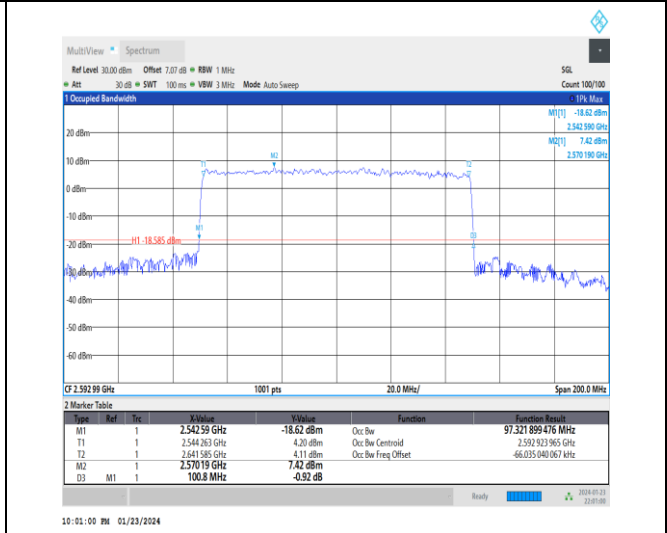 MultiView Spectrum
Ref Level 30.00 dBm Offset 7.07 dB RBW 1 MHz SGL
Att 30 dB SWT 100 ms VBW 3 MHz Mode Auto Sweep Count 100/100
1 Occupied Bandwidth 1Pk Max
M1[1] -18.62 dBm
2.542 590 GHz
20 dBm M2[1] 7.42 dBm
2.570 190 GHz
M2
10 dBm T1 T2
0 dBm
-10 dBm
M1
D3
-20 dBm H1 -18.585 dBm
-30 dBm
-40 dBm
-50 dBm
-60 dBm
CF 2.592 99 GHz 1001 pts 20.0 MHz/ Span 200.0 MHz
2 Marker Table
Type Ref Trc X-Value Y-Value Function Function Result
M1 1 2.542 59 GHz -18.62 dBm Occ Bw 97.321 899 476 MHz
T1 1 2.544 263 GHz 4.20 dBm Occ Bw Centroid 2.592 923 965 GHz
T2 1 2.641 585 GHz 4.11 dBm Occ Bw Freq Offset -66.035 040 067 kHz
M2 1 2.570 19 GHz 7.42 dBm
D3 M1 1 100.8 MHz -0.92 dB
Ready 2024-01-23
22:01:00
10:01:00 PM 01/23/2024